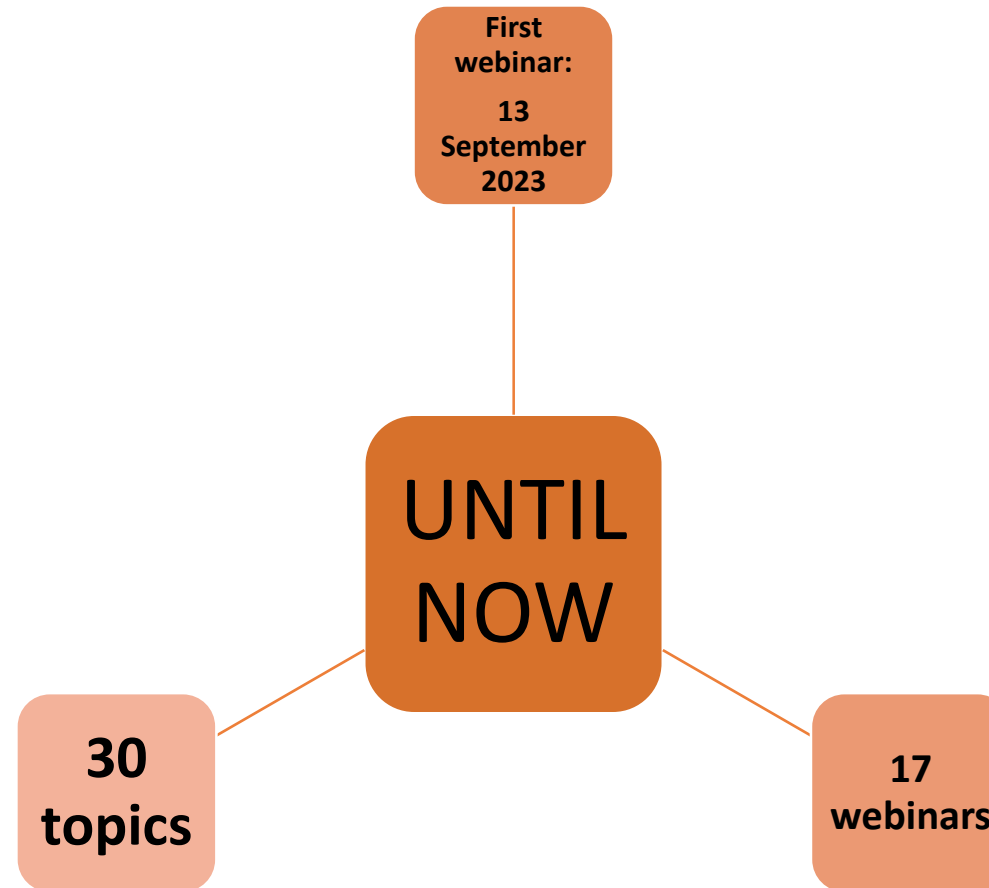 First
webinar:
13
September
2023
UNTIL
NOW
30
topics
17
webinars